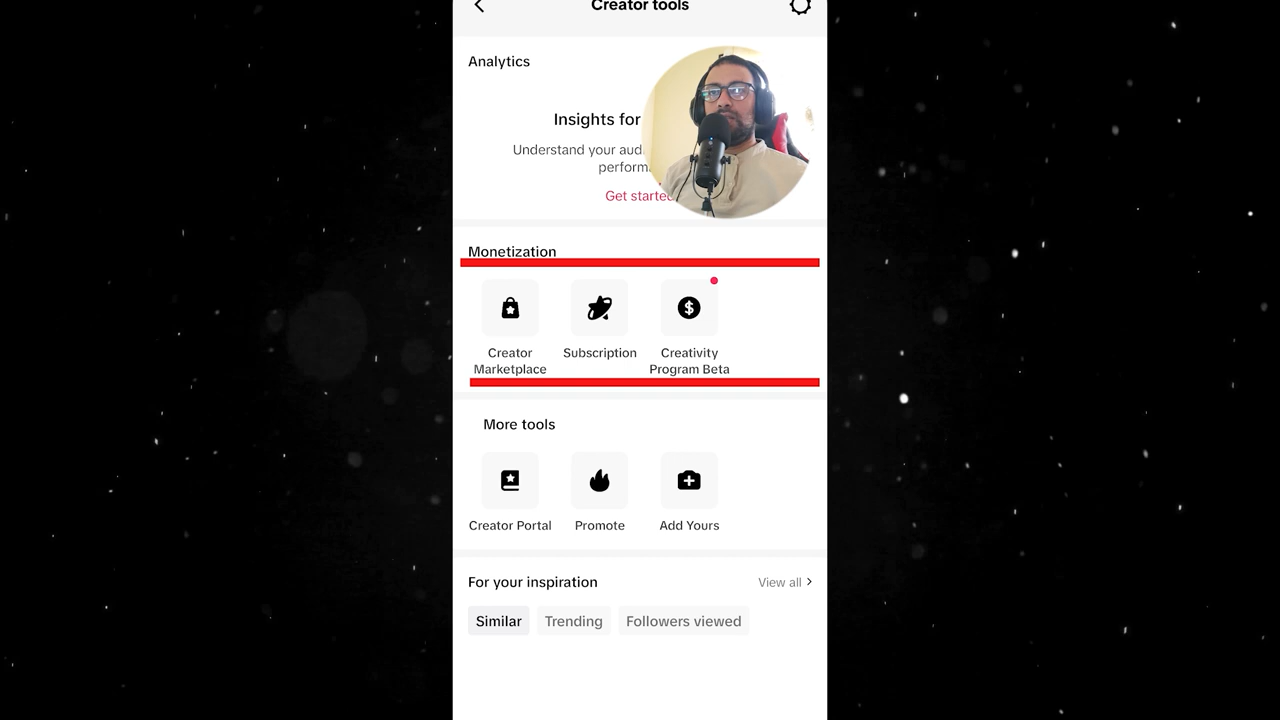 Creator tools
Analytics
Insights for
Understand your aud
perform
Get started
Monetization
Creator
Marketplace
Subscription
Creativity
Program Beta
More tools
Creator Portal
Promote
Add Yours
For your inspiration
View all
Similar
Trending
Followers viewed